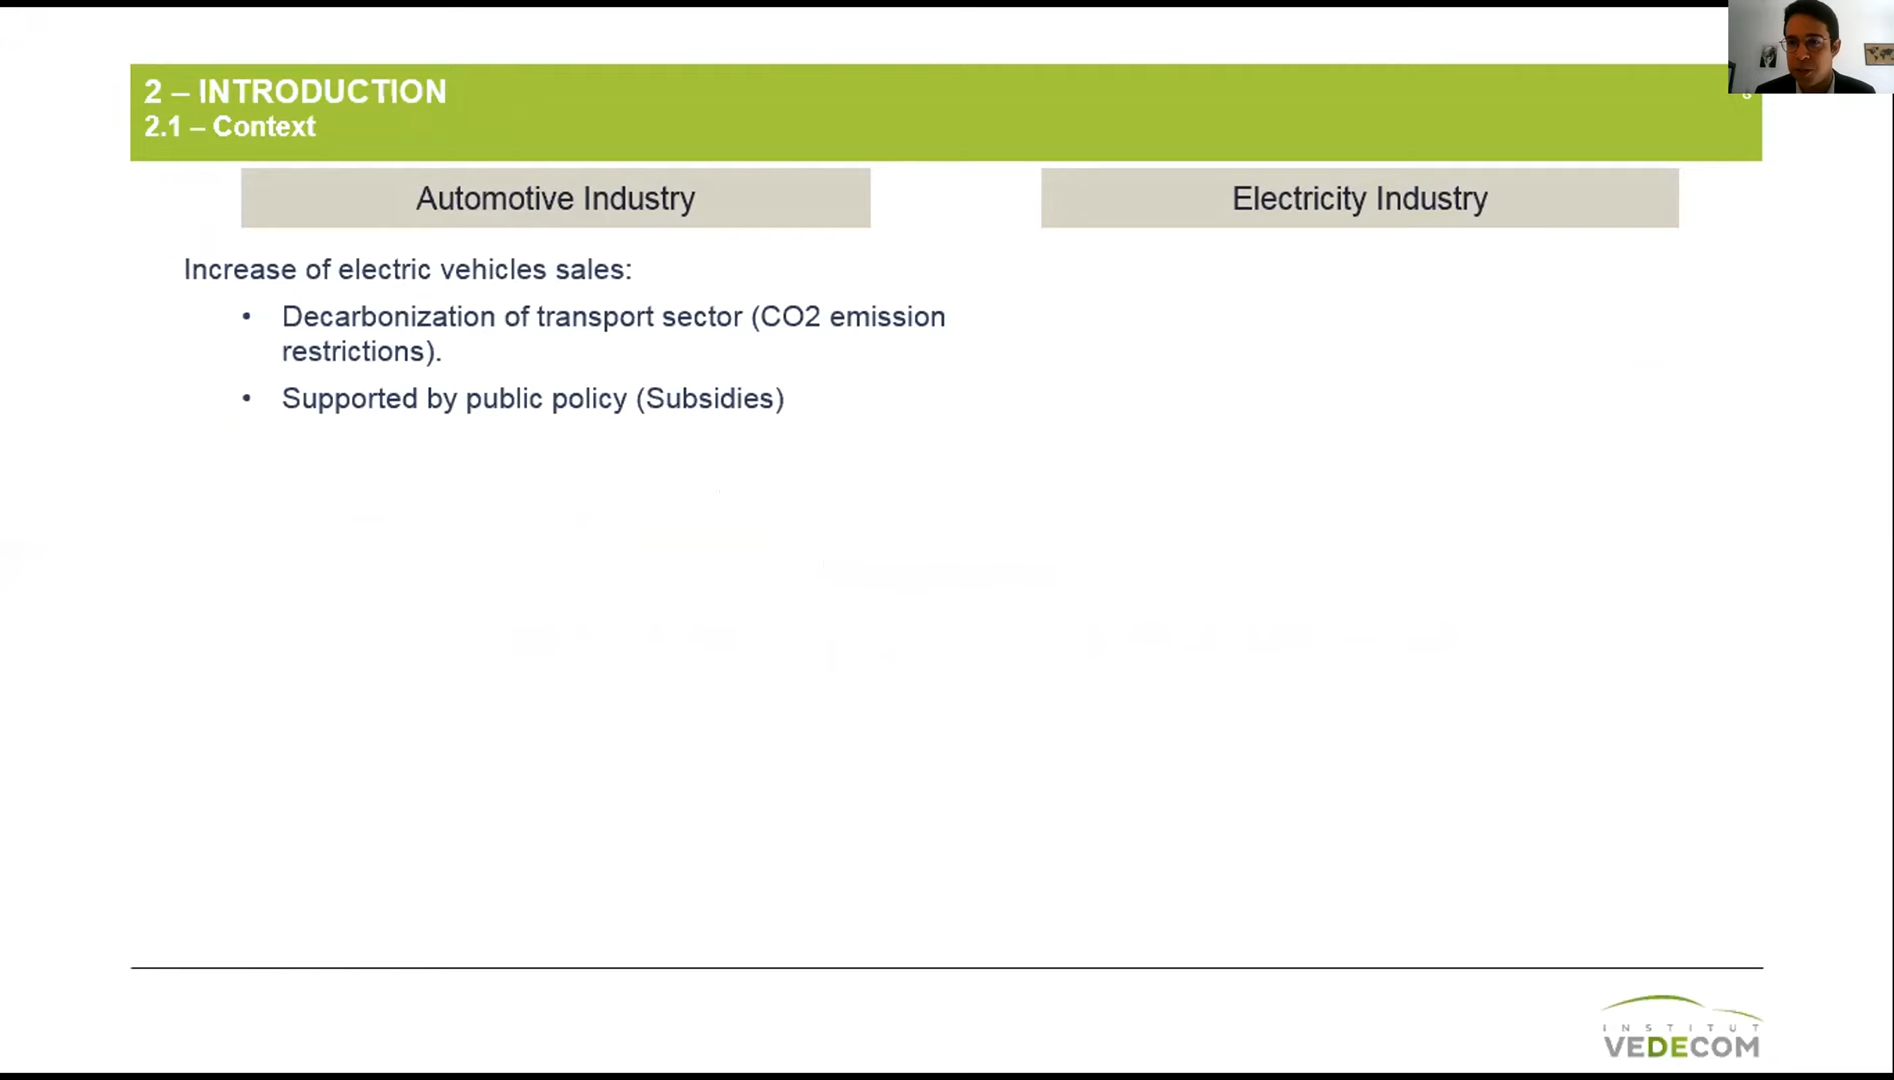 2 – INTRODUCTION
2.1 – Context
Automotive Industry
Electricity Industry
Increase of electric vehicles sales:
• Decarbonization of transport sector (CO2 emission
restrictions).
• Supported by public policy (Subsidies)
INSTITUT
VEDECOM